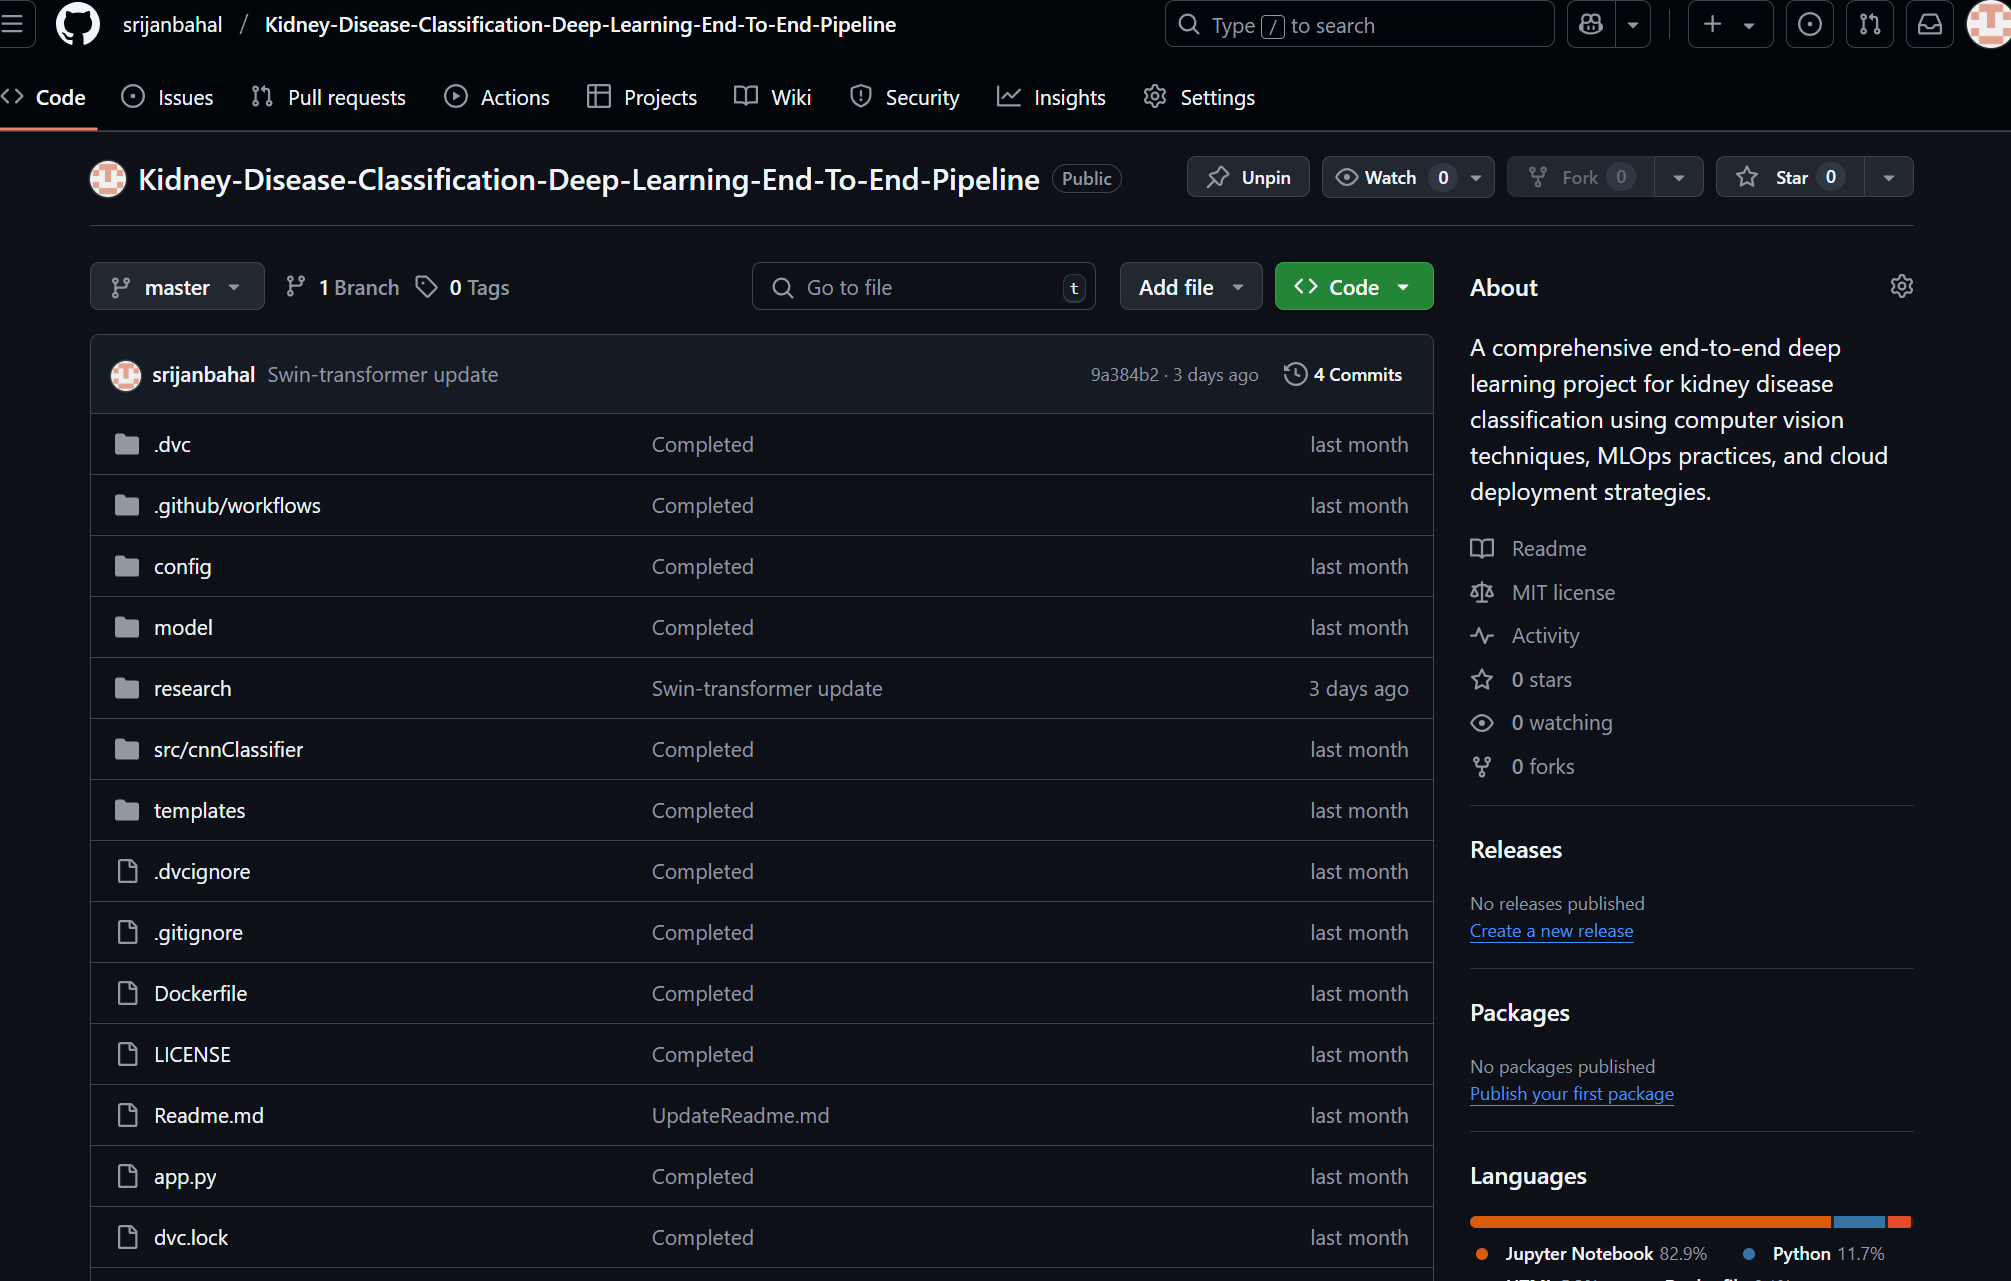 srijanbahal / Kidney-Disease-Classification-Deep-Learning-End-To-End-Pipeline
Type / to search
Code Issues Pull requests Actions Projects Wiki Security Insights Settings
Kidney-Disease-Classification-Deep-Learning-End-To-End-Pipeline Public
Unpin Watch 0 Fork 0 Star 0
master 1 Branch 0 Tags Go to file t Add file Code
srijanbahal Swin-transformer update 9a384b2 · 3 days ago 4 Commits
.dvc Completed last month
.github/workflows Completed last month
config Completed last month
model Completed last month
research Swin-transformer update 3 days ago
src/cnnClassifier Completed last month
templates Completed last month
.dvcignore Completed last month
.gitignore Completed last month
Dockerfile Completed last month
LICENSE Completed last month
Readme.md UpdateReadme.md last month
app.py Completed last month
dvc.lock Completed last month
About
A comprehensive end-to-end deep
learning project for kidney disease
classification using computer vision
techniques, MLOps practices, and cloud
deployment strategies.
Readme
MIT license
Activity
0 stars
0 watching
0 forks
Releases
No releases published
Create a new release
Packages
No packages published
Publish your first package
Languages
Jupyter Notebook 82.9% Python 11.7%